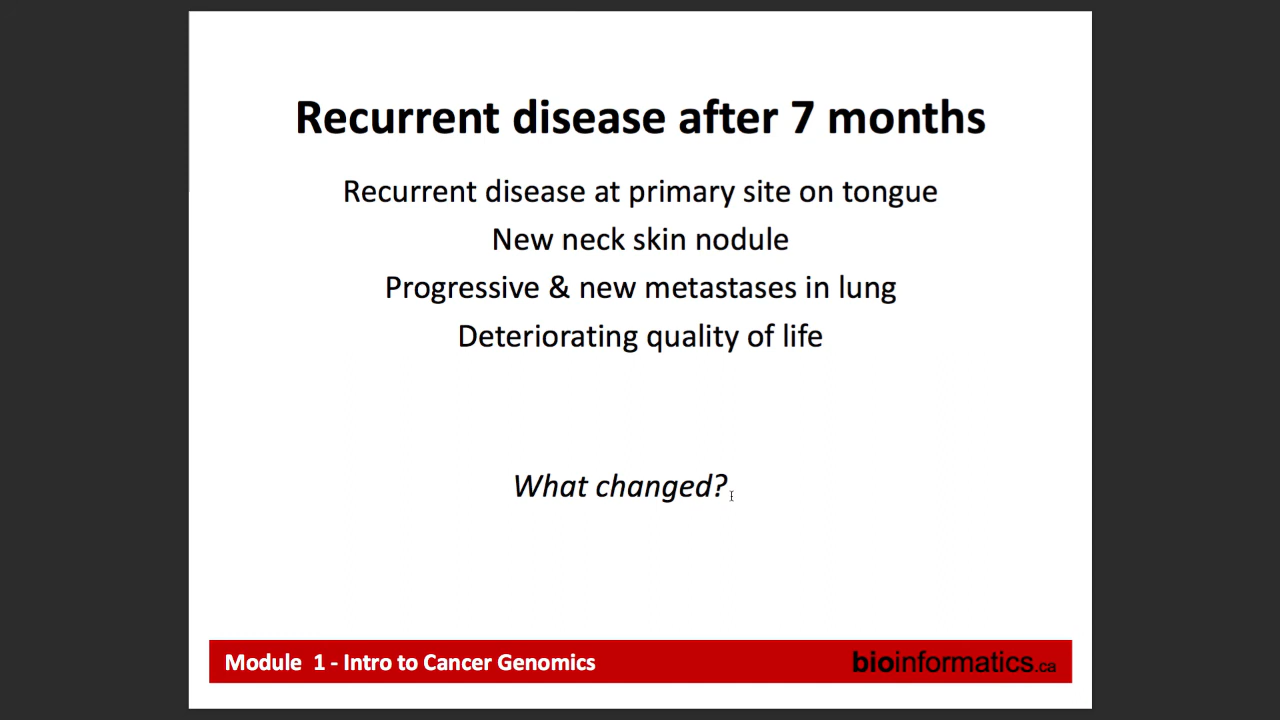 Recurrent disease after 7 months
Recurrent disease at primary site on tongue
New neck skin nodule
Progressive & new metastases in lung
Deteriorating quality of life
What changed?
Module 1 - Intro to Cancer Genomics
bioinformatics.ca